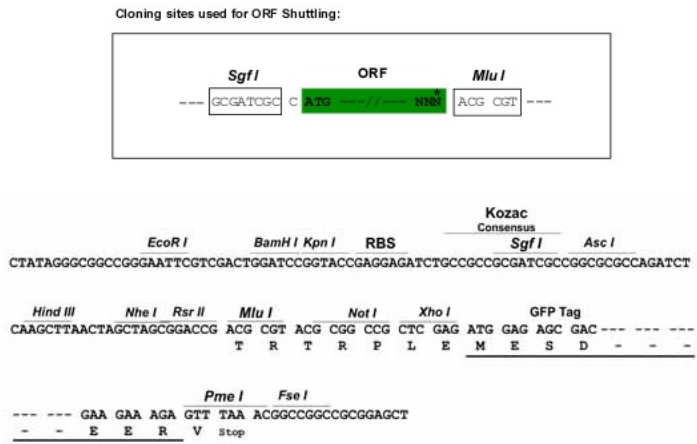 Cloning sites used for ORF Shuttling:
Sgf I ORF Mlu I
--- GCGATCGC C ATG ---//--- NNN* ACG CGT ---
Kozac
Consensus
EcoR I BamH I Kpn I RBS Sgf I Asc I
CTATAGGGCGGCCGGGAATTCGTCGACTGGATCCGGTACCGAGGAGATCTGCCGCCGCGATCGCCGGCGCGCCAGATCT
Hind III Nhe I Rsr II Mlu I Not I Xho I GFP Tag
CAAGCTTAACTAGCTAGCGGACCG ACG CGT ACG CGG CCG CTC GAG ATG GAG AGC GAC --- --- ---
T R T R P L E M E S D - - -
Pme I Fse I
--- --- GAA GAA AGA GTT TAA ACGGCCGGCCGCGGAGCT
- - E E R V Stop